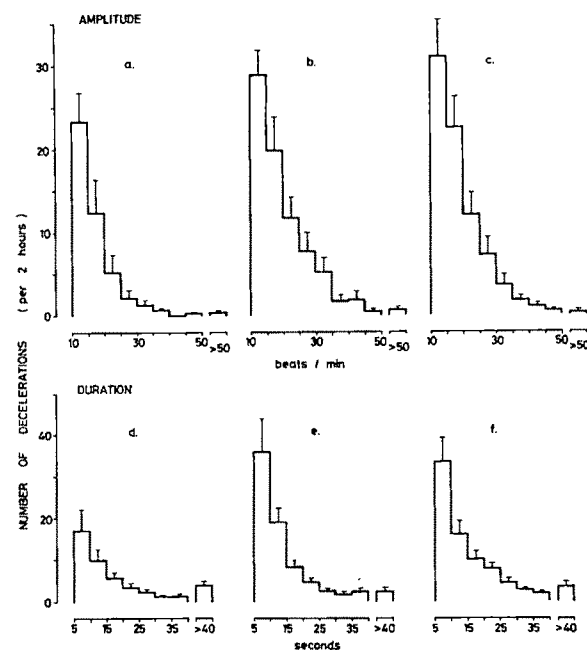 AMPLITUDE
a. b. c.
30
20
10
0
10 30 50 >50 10 30 50 >50 10 30 50 >50
beats / min
NUMBER OF DECELERATIONS (per 2 hours)
DURATION
d. e. f.
40
20
0
5 15 25 35 >40 5 15 25 35 >40 5 15 25 35 >40
seconds